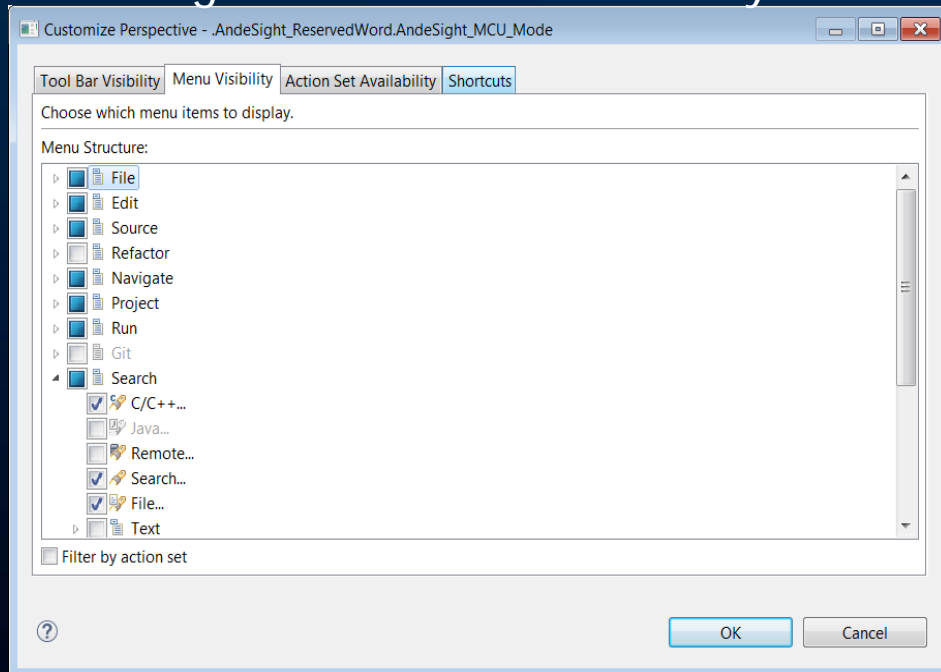 Customize Perspective - .AndeSight_ReservedWord.AndeSight_MCU_Mode
Tool Bar Visibility Menu Visibility Action Set Availability Shortcuts
Choose which menu items to display.
Menu Structure:
File
Edit
Source
Refactor
Navigate
Project
Run
Git
Search
C/C++...
Java...
Remote...
Search...
File...
Text
Filter by action set
OK Cancel